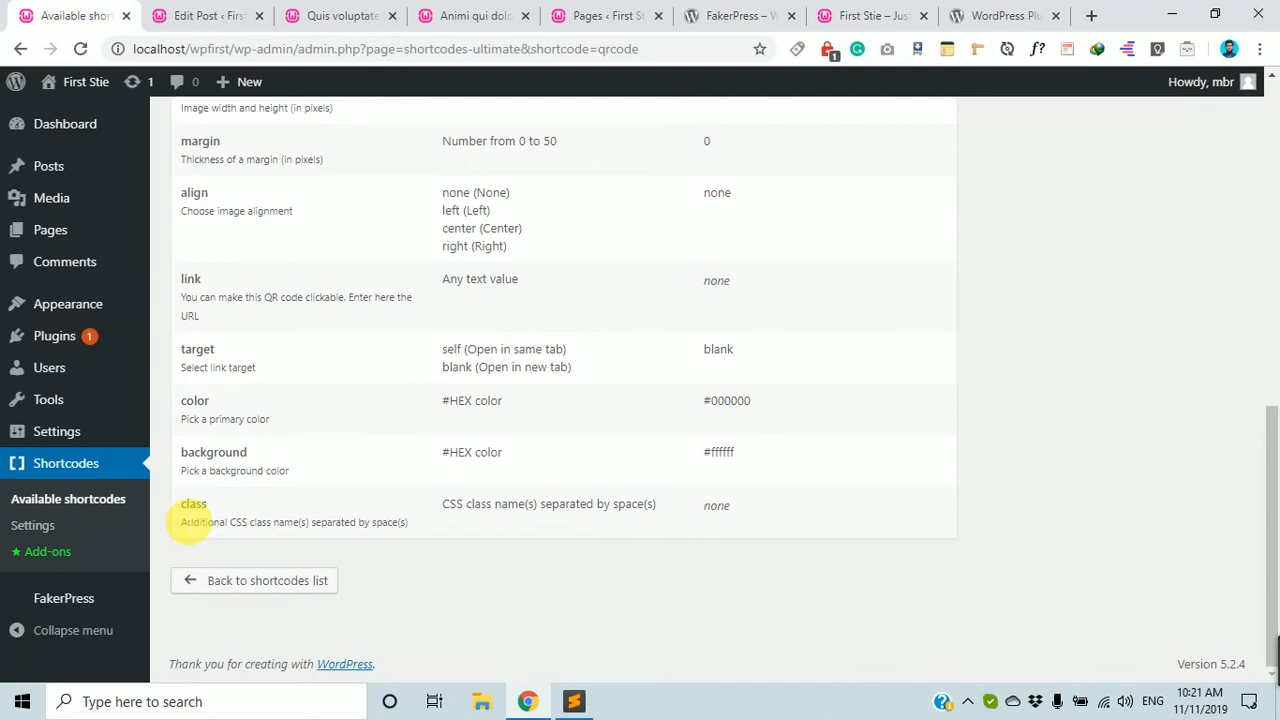 Available short
Edit Post ‹ First
Quis voluptate
Animi qui dolo
Pages ‹ First St
FakerPress – W
First Stie – Just
WordPress Plu
localhost/wpfirst/wp-admin/admin.php?page=shortcodes-ultimate&shortcode=qrcode
1
f?
First Stie
1
0
New
Howdy, mbr
Dashboard
Posts
Media
Pages
Comments
Appearance
Plugins 1
Users
Tools
Settings
Shortcodes
Available shortcodes
Settings
★ Add-ons
FakerPress
Collapse menu
Image width and height (in pixels)
margin Number from 0 to 50 0
Thickness of a margin (in pixels)
align none (None) none
Choose image alignment left (Left)
center (Center)
right (Right)
link Any text value none
You can make this QR code clickable. Enter here the
URL
target self (Open in same tab) blank
Select link target blank (Open in new tab)
color #HEX color #000000
Pick a primary color
background #HEX color #ffffff
Pick a background color
class CSS class name(s) separated by space(s) none
Additional CSS class name(s) separated by space(s)
Back to shortcodes list
Thank you for creating with WordPress.
Version 5.2.4
Type here to search
ENG
10:21 AM
11/11/2019